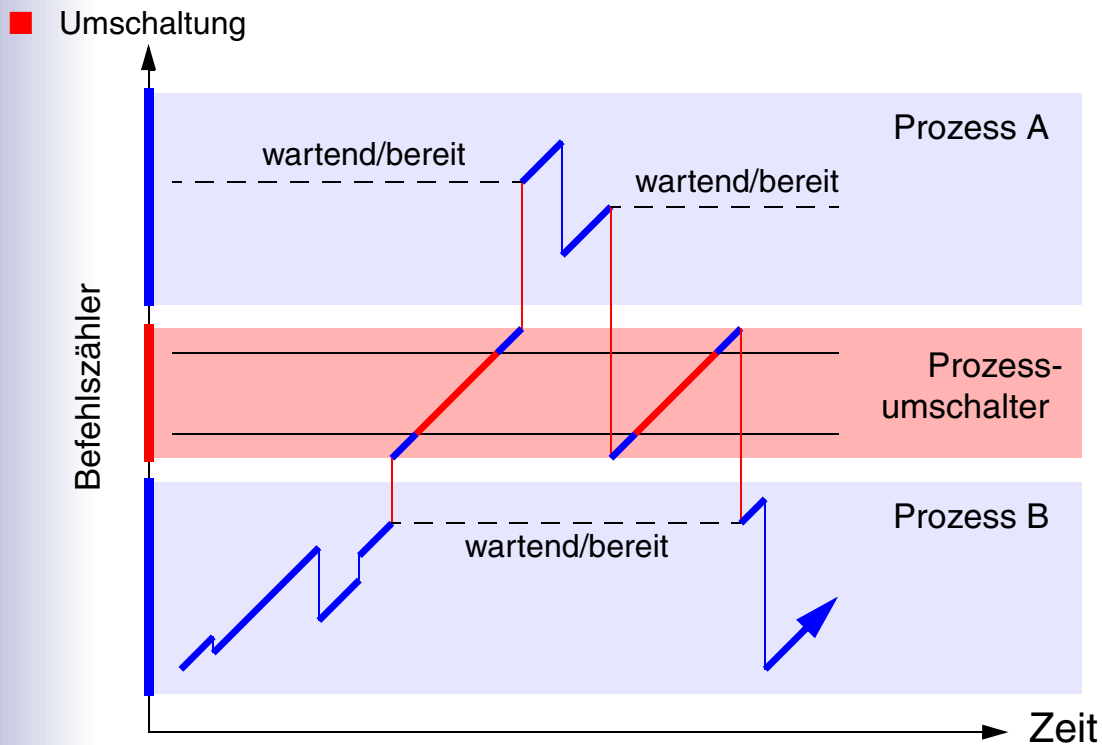 Umschaltung
Prozess A
wartend/bereit
wartend/bereit
Befehlszähler
Prozess-
umschalter
Prozess B
wartend/bereit
Zeit